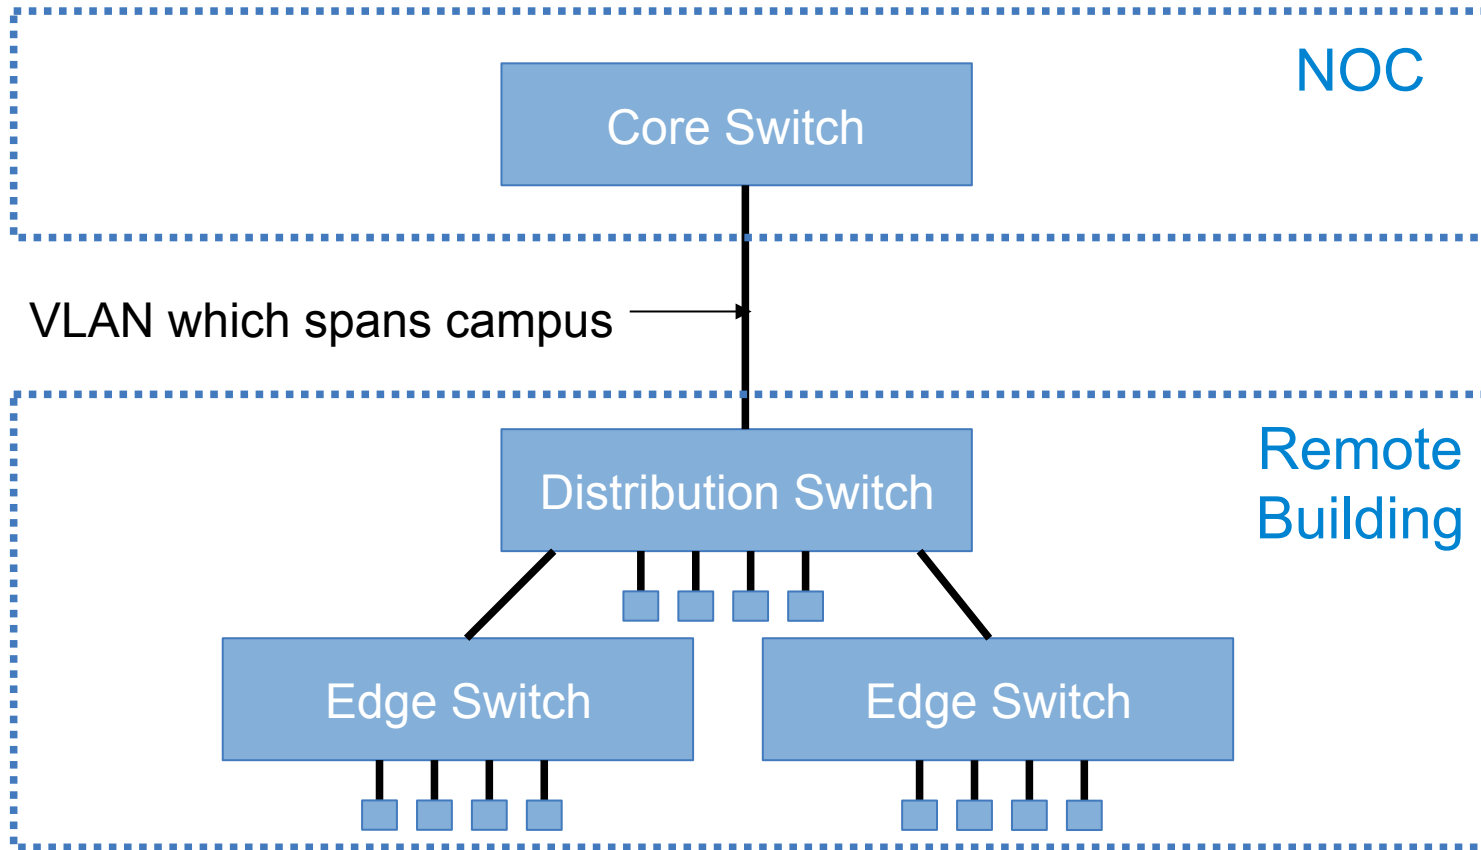 NOC
Core Switch
VLAN which spans campus
Remote
Building
Distribution Switch
Edge Switch
Edge Switch